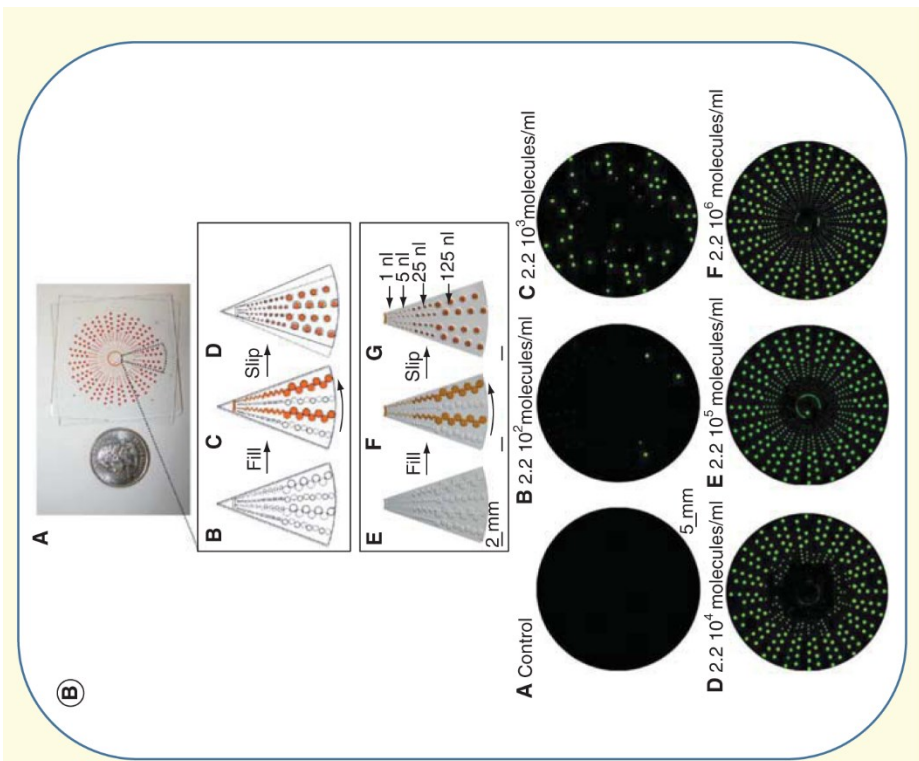 B
A
B
Fill
C
Slip
D
E
2 mm
Fill
F
Slip
G
1 nl
5 nl
25 nl
125 nl
A Control
B 2.2 10² molecules/ml
C 2.2 10³molecules/ml
5 mm
D 2.2 10⁴ molecules/ml
E 2.2 10⁵ molecules/ml
F 2.2 10⁶ molecules/ml